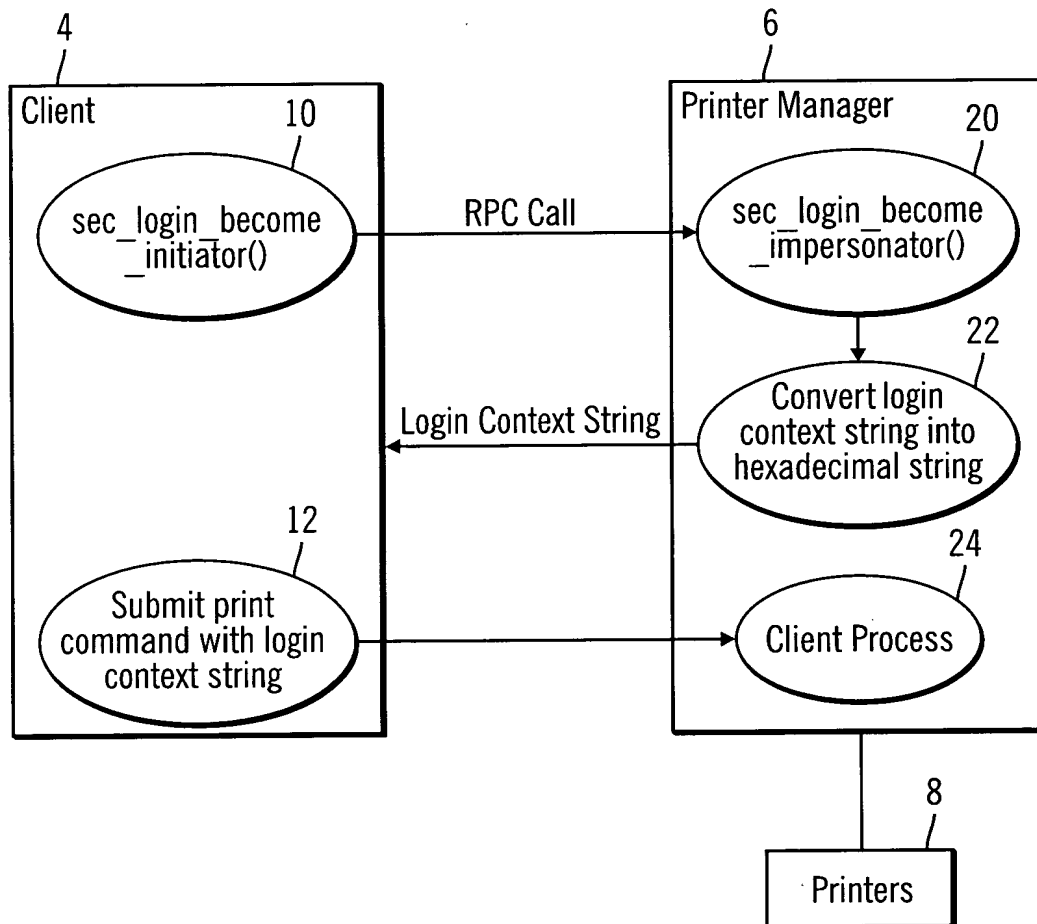 4
6
Client
Printer Manager
10
20
sec_login_become
_initiator()
RPC Call
sec_login_become
_impersonator()
22
Login Context String
Convert login
context string into
hexadecimal string
12
24
Submit print
command with login
context string
Client Process
8
Printers